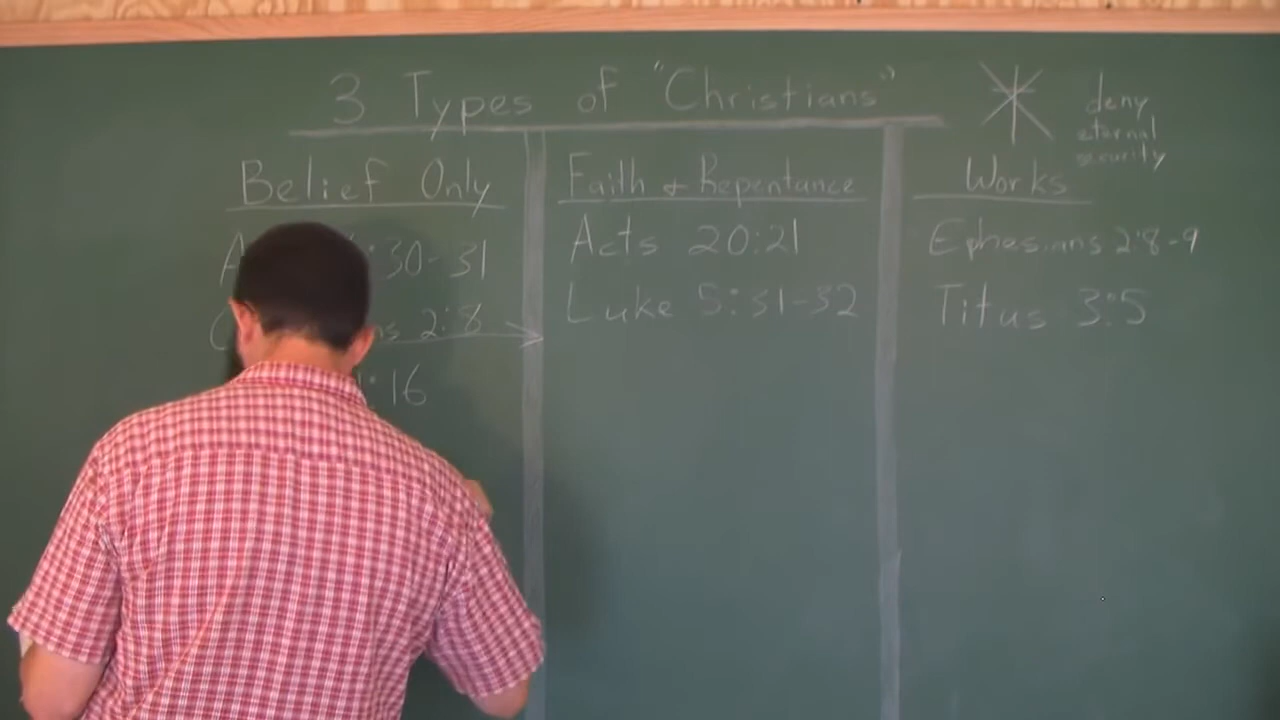 3 Types of "Christians"
deny
eternal
security
Belief Only
:30-31
2:8
:16
Faith & Repentance
Acts 20:21
Luke 5:31-32
Works
Ephesians 2:8-9
Titus 3:5